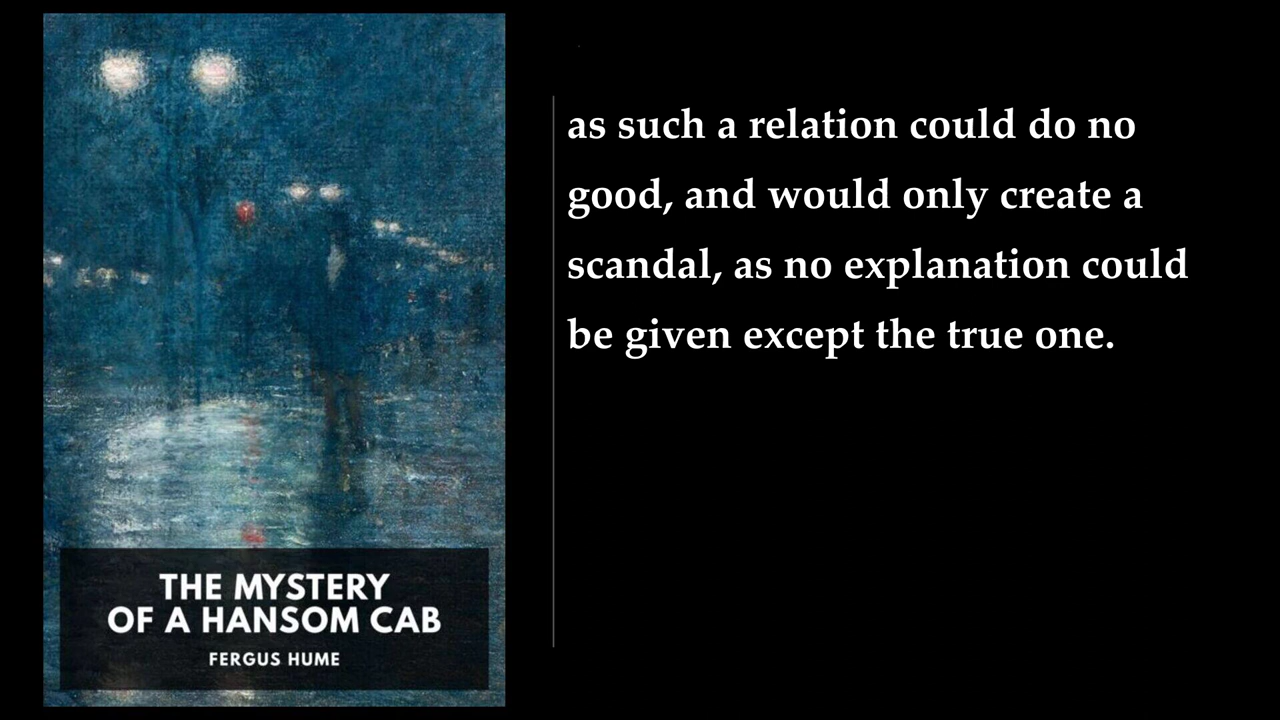 as such a relation could do no
good, and would only create a
scandal, as no explanation could
be given except the true one.
THE MYSTERY
OF A HANSOM CAB
FERGUS HUME